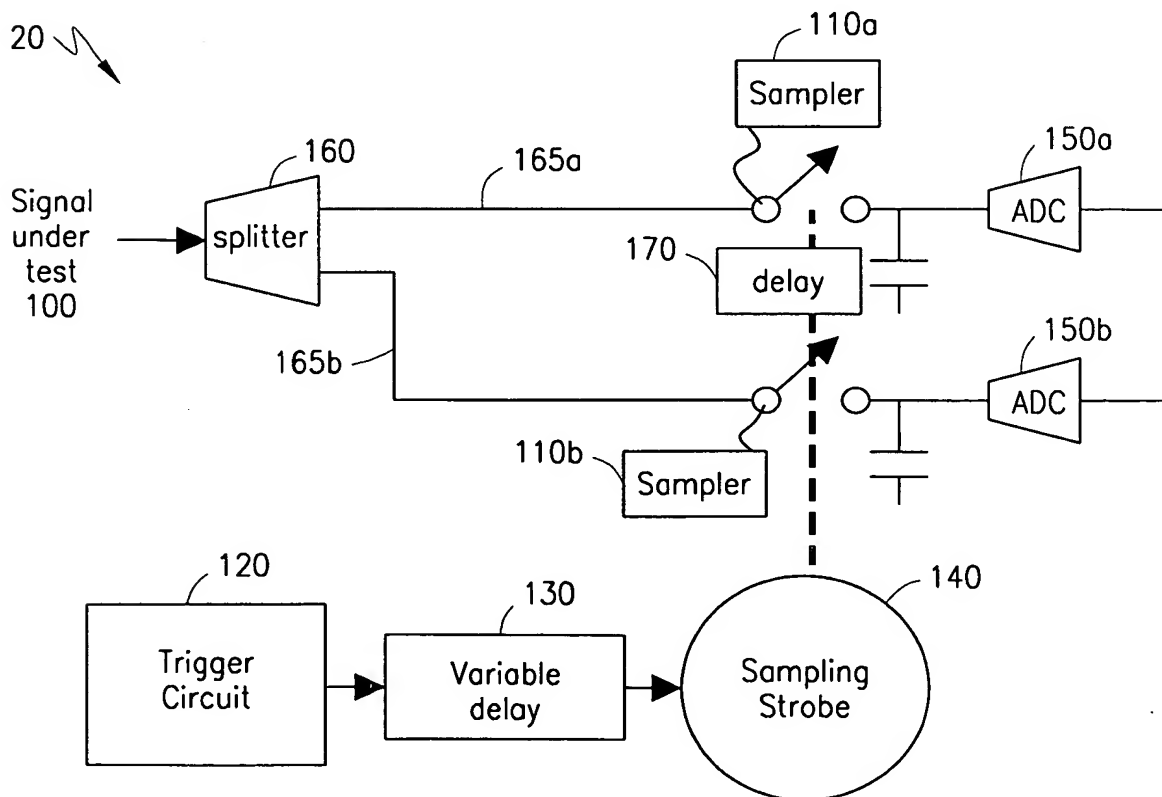 20
110a
Sampler
160
165a
150a
Signal
under
test
100
splitter
ADC
170
delay
165b
150b
ADC
110b
Sampler
120
130
140
Trigger
Circuit
Variable
delay
Sampling
Strobe